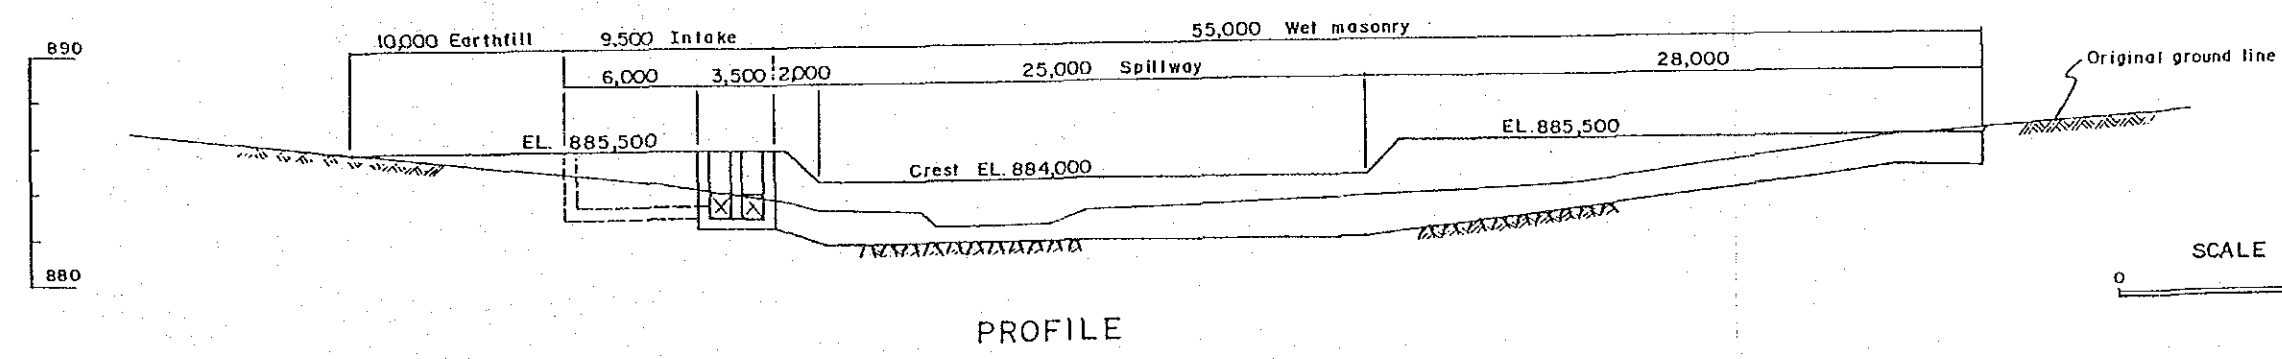 55,000 Wet masonry
10,000 Earthfill 9,500 Intake
890
6,000 3,500 2,000 25,000 Spillway 28,000
Original ground line
EL. 885,500 EL. 885,500
Crest EL. 884,000
SCALE
880
0
PROFILE